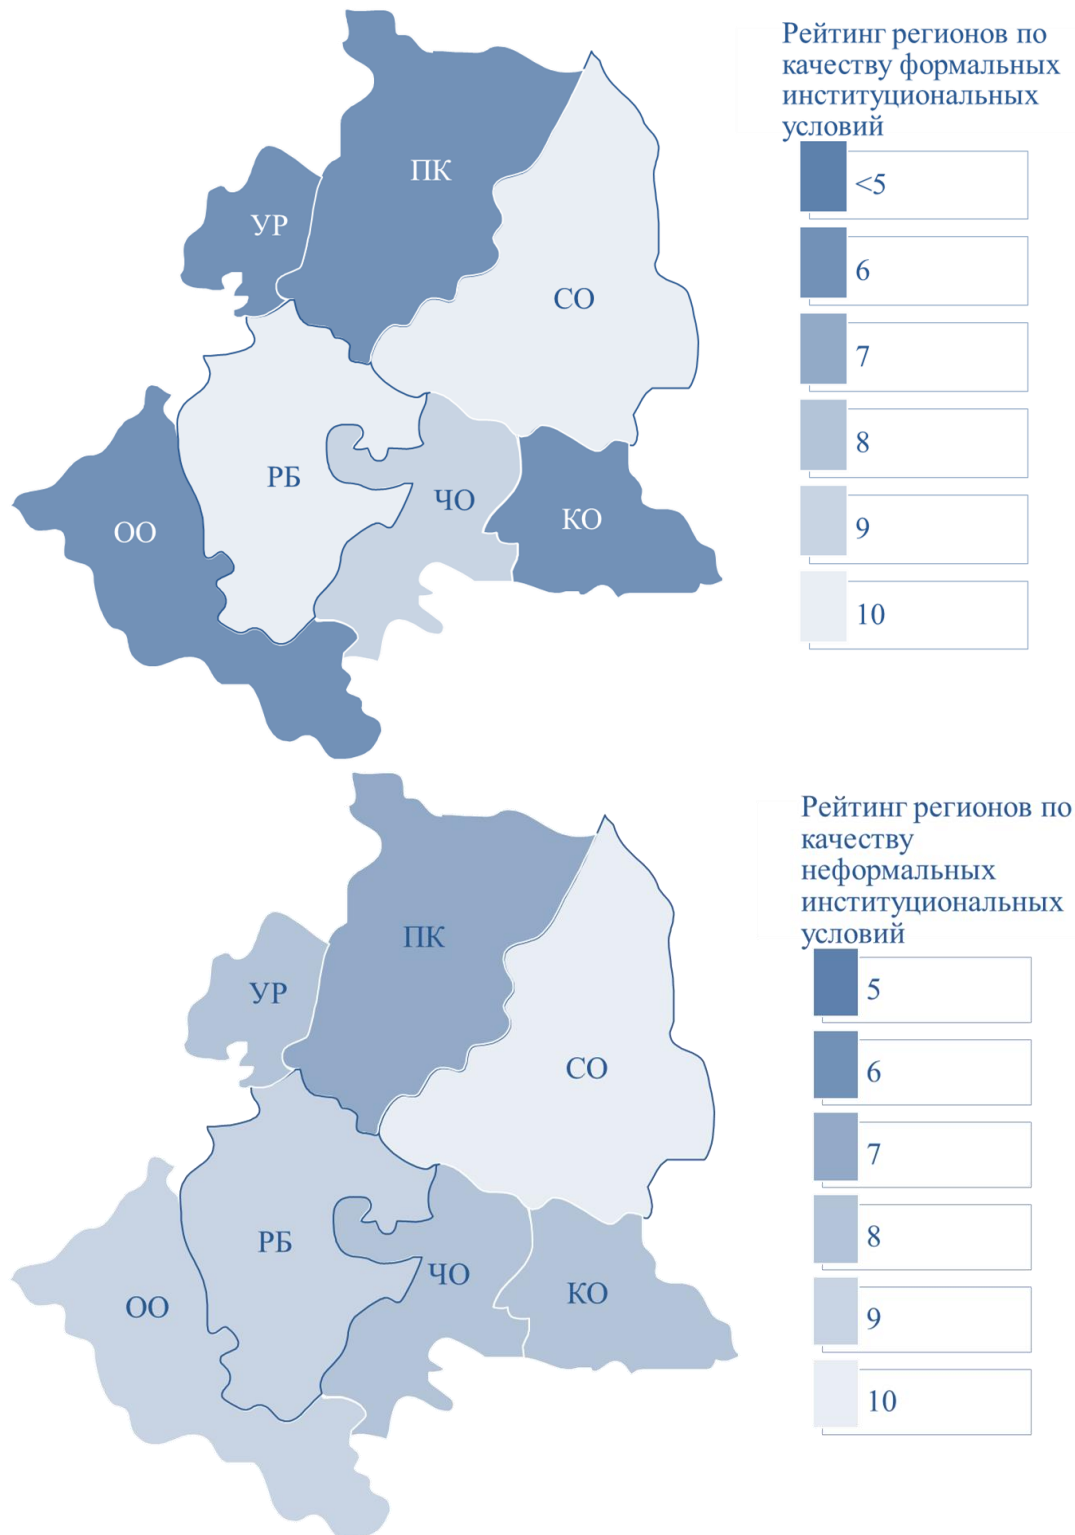 Рейтинг регионов по
качеству формальных
институциональных
условий
<5
6
7
8
9
10
ПК
УР
СО
РБ
ЧО
ОО
КО
Рейтинг регионов по
качеству
неформальных
институциональных
условий
5
6
7
8
9
10
ПК
УР
СО
РБ
ЧО
ОО
КО